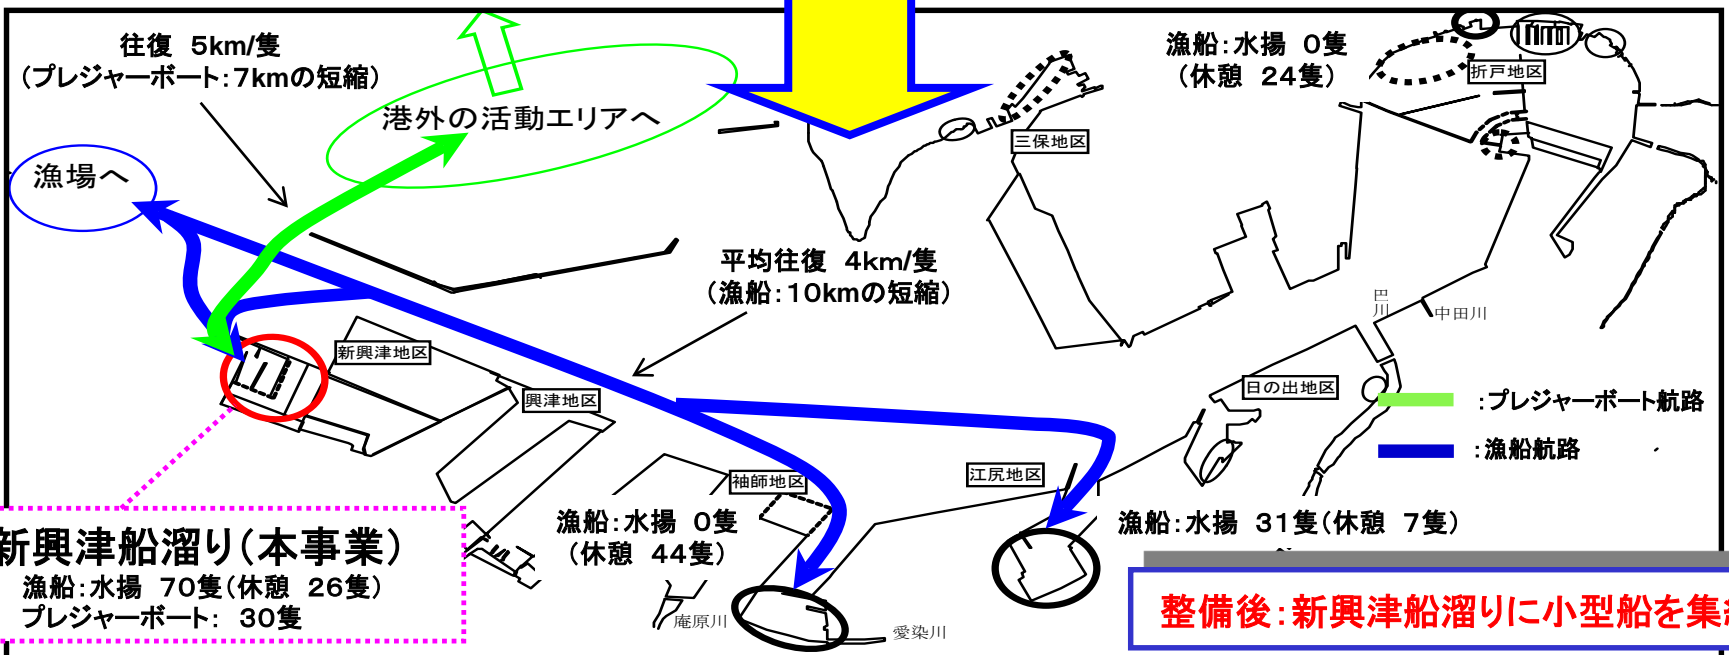 往復 5km/隻
(プレジャーボート:7kmの短縮)
港外の活動エリアへ
漁場へ
漁船:水揚 0隻
(休憩 24隻)
折戸地区
三保地区
平均往復 4km/隻
(漁船:10kmの短縮)
巴川
中田川
新興津地区
興津地区
日の出地区
:プレジャーボート航路
:漁船航路
袖師地区
江尻地区
漁船:水揚 0隻
(休憩 44隻)
漁船:水揚 31隻(休憩 7隻)
新興津船溜り(本事業)
漁船:水揚 70隻(休憩 26隻)
プレジャーボート: 30隻
庵原川
愛染川
整備後:新興津船溜りに小型船を集